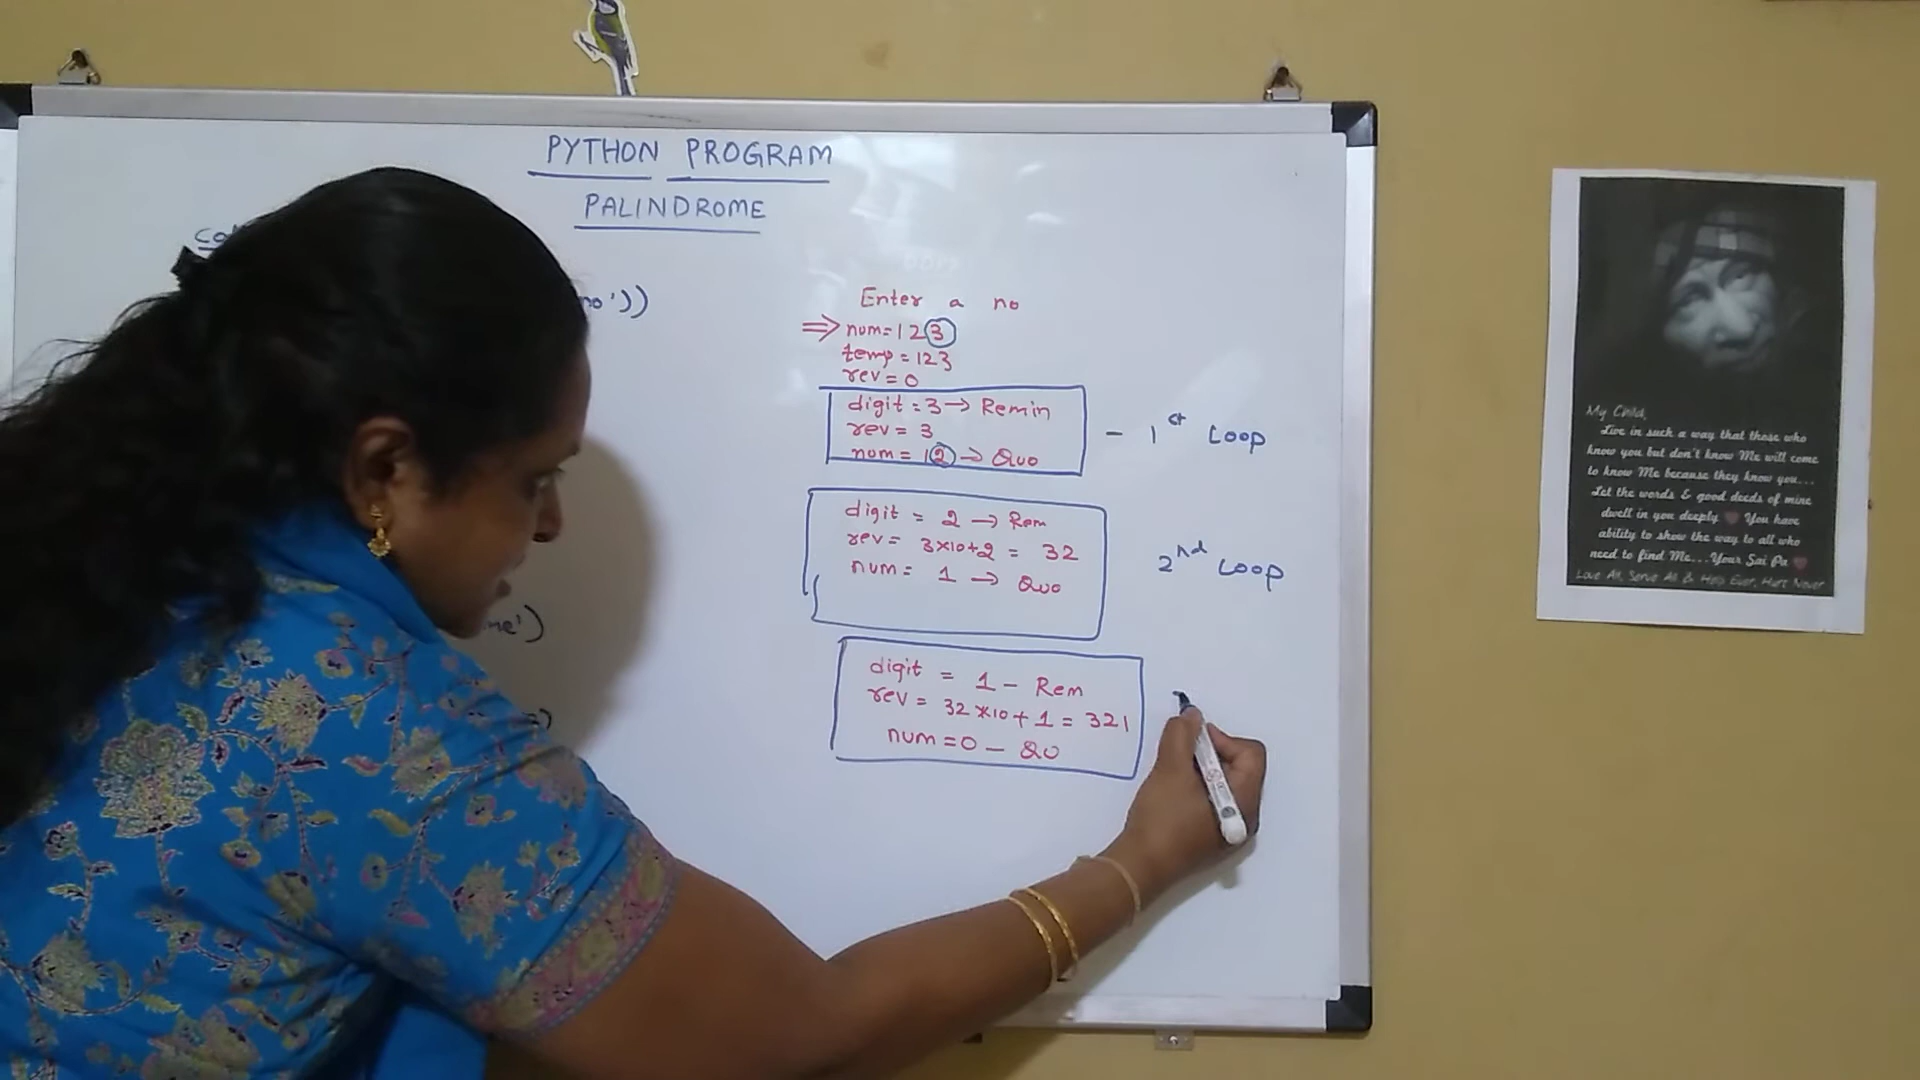 PYTHON PROGRAM
PALINDROME
no'))
Enter a no
⇒ num=123
temp=123
rev=0
digit=3→Remin
rev=3
num=12→Quo
- 1st Loop
digit = 2 → Rem
rev= 3×10+2 = 32
num= 1 → Quo
2nd Loop
digit = 1 - Rem
rev = 32*10+1=321
num=0 - Qu
me')
My Child,
Live in such a way that those who
know you but don't know Me will come
to know Me because they know you...
Let the words & good deeds of mine
dwell in you deeply ♥ You have
ability to show the way to all who
need to find Me...Your Sai Pa ♥
Love All, Serve All & Help Ever, Hurt Never